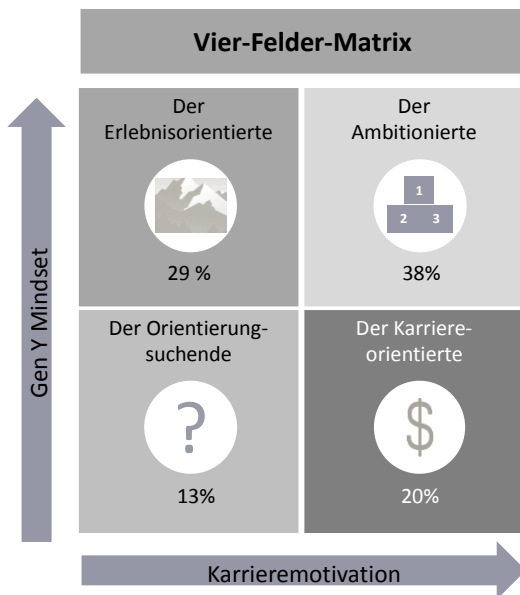 Vier-Felder-Matrix
Der
Erlebnisorientierte
29 %
Der
Ambitionierte
1
2 3
38%
Der Orientierung-
suchende
?
13%
Der Karriere-
orientierte
$
20%
Gen Y Mindset
Karrieremotivation